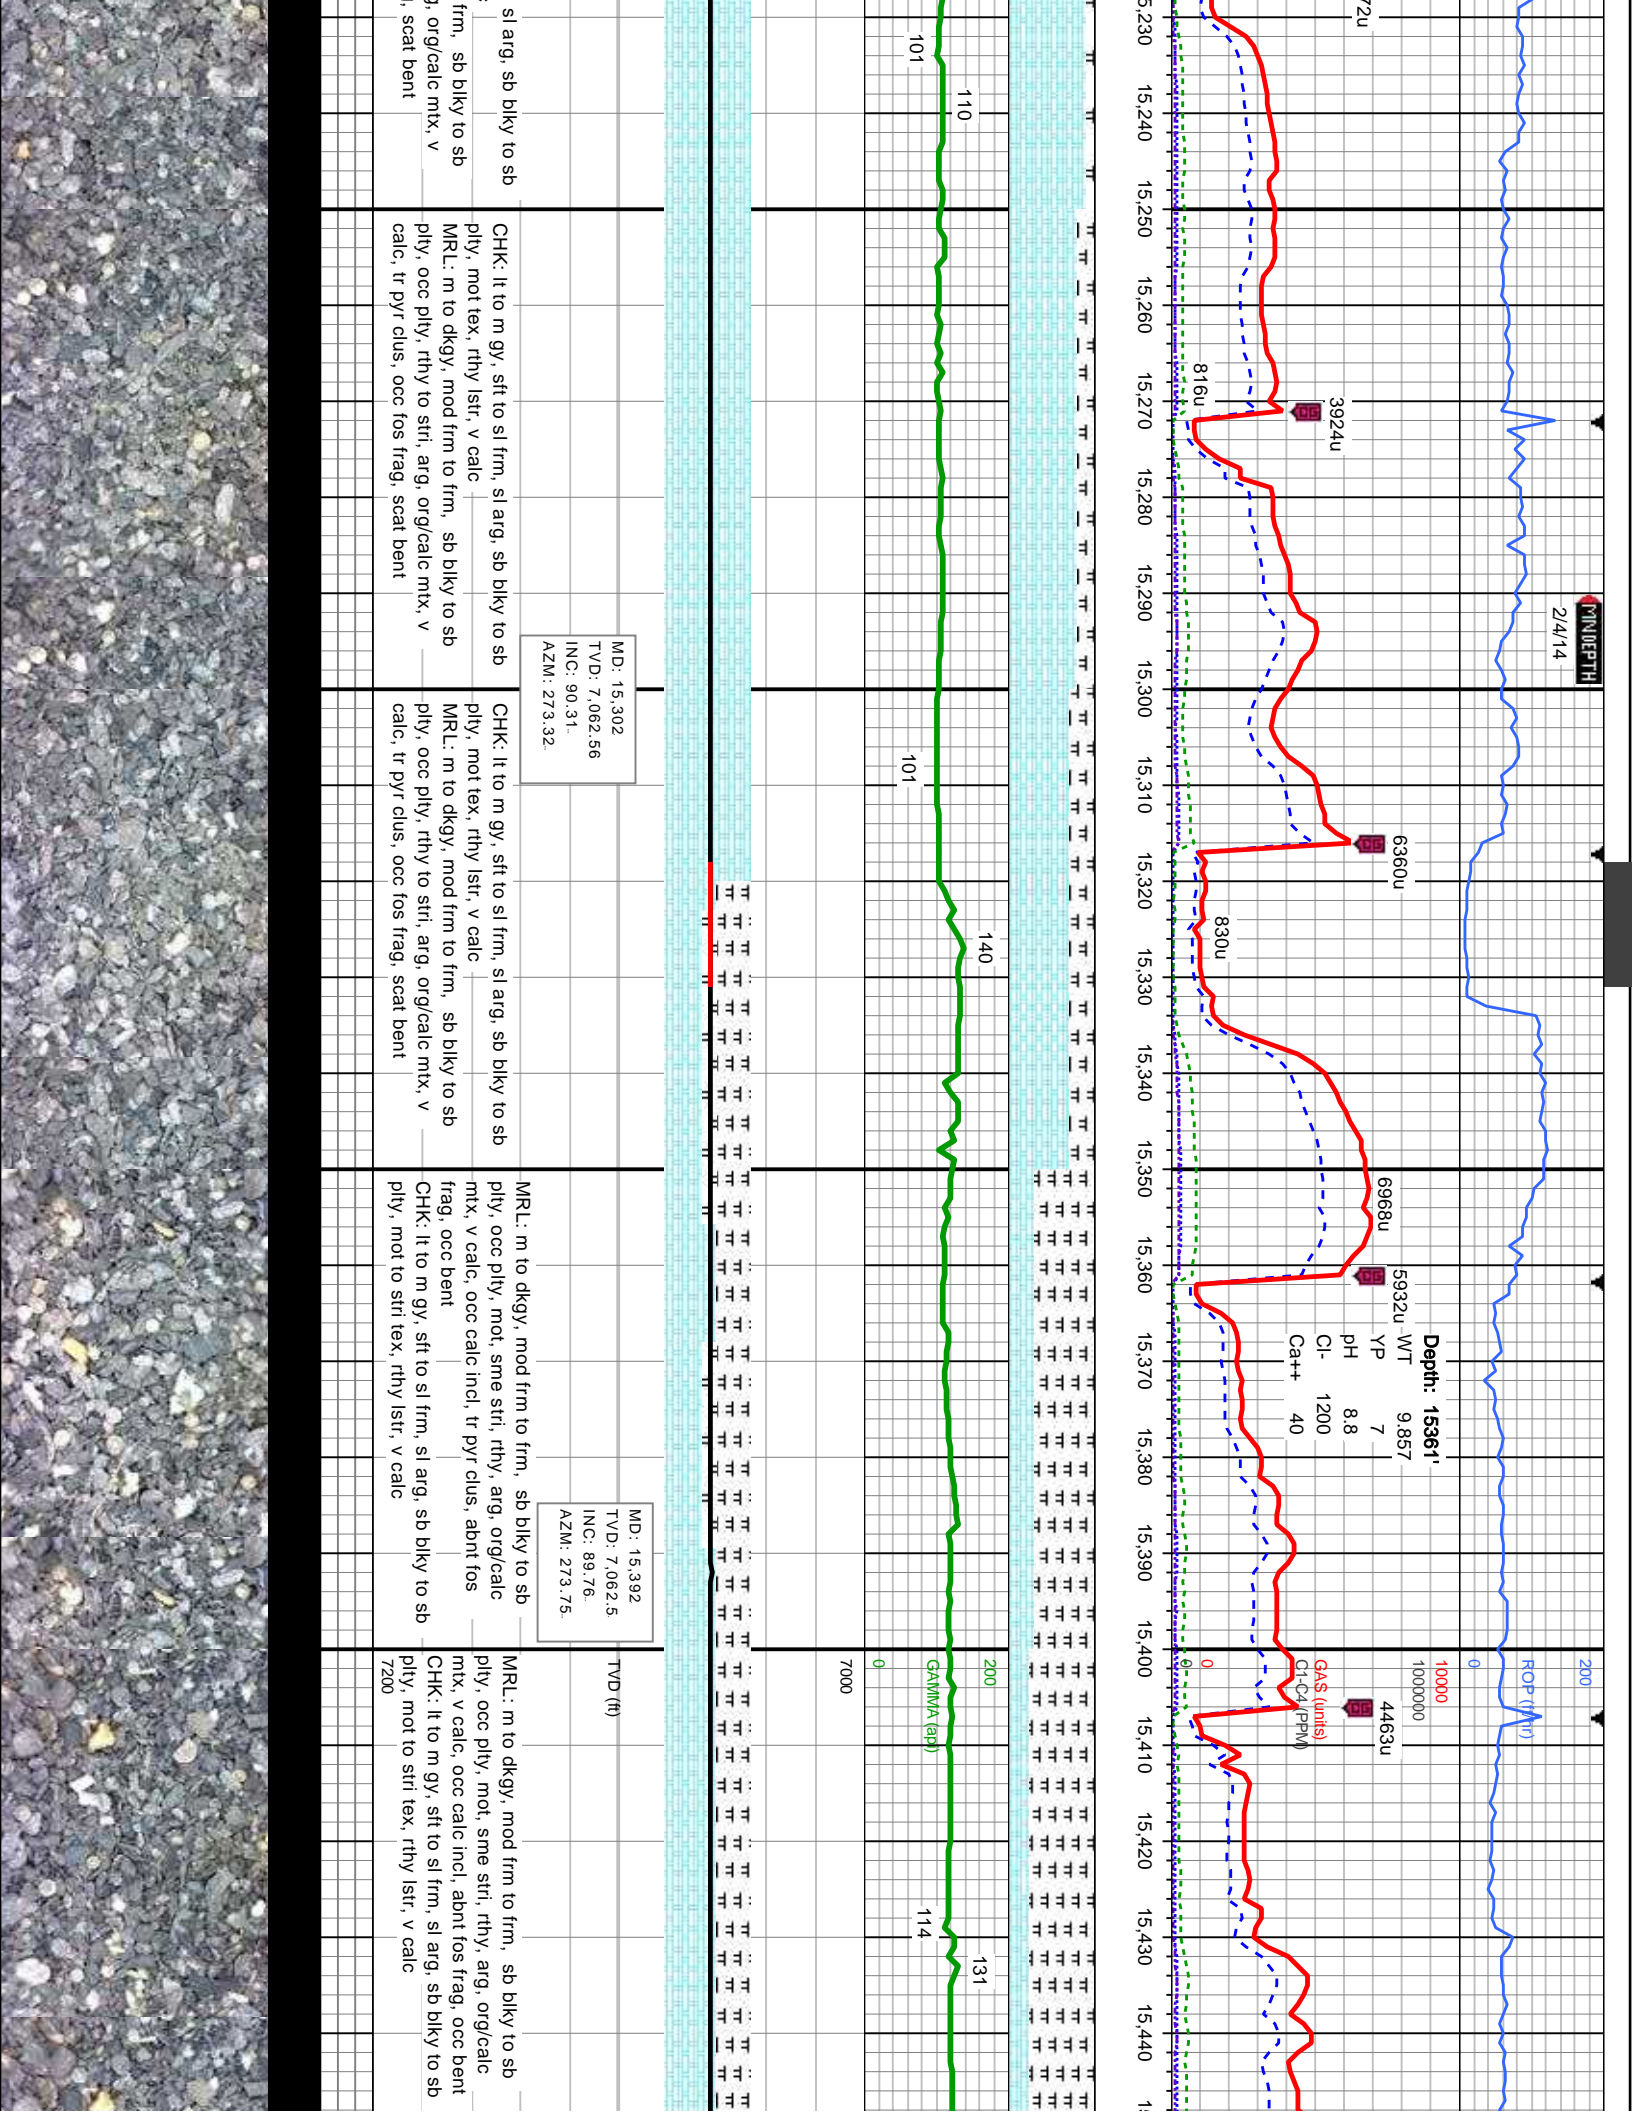 72u
3924u
816u
2/4/14
MN DEPTH
6360u
830u
6968u
5932u
Depth: 15361'
WT 9.857
YP 7
pH 8.8
Cl- 1200
Ca++ 40
4463u
200
ROP (ft/hr)
0
10000
1000000
GAS (units)
C1-C4 (PPM)
0
0
5,230
15,240
15,250
15,260
15,270
15,280
15,290
15,300
15,310
15,320
15,330
15,340
15,350
15,360
15,370
15,380
15,390
15,400
15,410
15,420
15,430
15,440
101
110
101
140
114
131
200
GAMMA (api)
0
7000
TVD (ft)
7200
sl arg, sb blky to sb
frm, sb blky to sb
g, org/calc mtx, v
, scat bent
CHK: lt to m gy, sft to sl frm, sl arg, sb blky to sb
plty, mot tex, rthy lstr, v calc
MRL: m to dkgy, mod frm to frm, sb blky to sb
plty, occ plty, rthy to stri, arg, org/calc mtx, v
calc, tr pyr clus, occ fos frag, scat bent
MD: 15,302
TVD: 7,062.56
INC: 90.31
AZM: 273.32
CHK: lt to m gy, sft to sl frm, sl arg, sb blky to sb
plty, mot tex, rthy lstr, v calc
MRL: m to dkgy, mod frm to frm, sb blky to sb
plty, occ plty, rthy to stri, arg, org/calc mtx, v
calc, tr pyr clus, occ fos frag, scat bent
MRL: m to dkgy, mod frm to frm, sb blky to sb
plty, occ plty, mot, sme stri, rthy, arg, org/calc
mtx, v calc, occ calc incl, tr pyr clus, abnt fos
frag, occ bent
CHK: lt to m gy, sft to sl frm, sl arg, sb blky to sb
plty, mot to stri tex, rthy lstr, v calc
MD: 15,392
TVD: 7,062.5
INC: 89.76
AZM: 273.75
MRL: m to dkgy, mod frm to frm, sb blky to sb
plty, occ plty, mot, sme stri, rthy, arg, org/calc
mtx, v calc, occ calc incl, abnt fos frag, occ bent
CHK: lt to m gy, sft to sl frm, sl arg, sb blky to sb
plty, mot to stri tex, rthy lstr, v calc